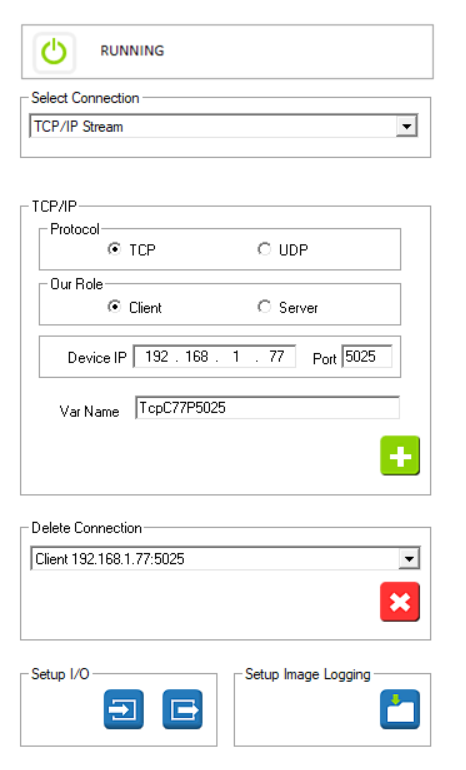 RUNNING
Select Connection
TCP/IP Stream
TCP/IP
Protocol
TCP UDP
Our Role
Client Server
Device IP 192 . 168 . 1 . 77 Port 5025
Var Name TcpC77P5025
Delete Connection
Client 192.168.1.77:5025
Setup I/O Setup Image Logging